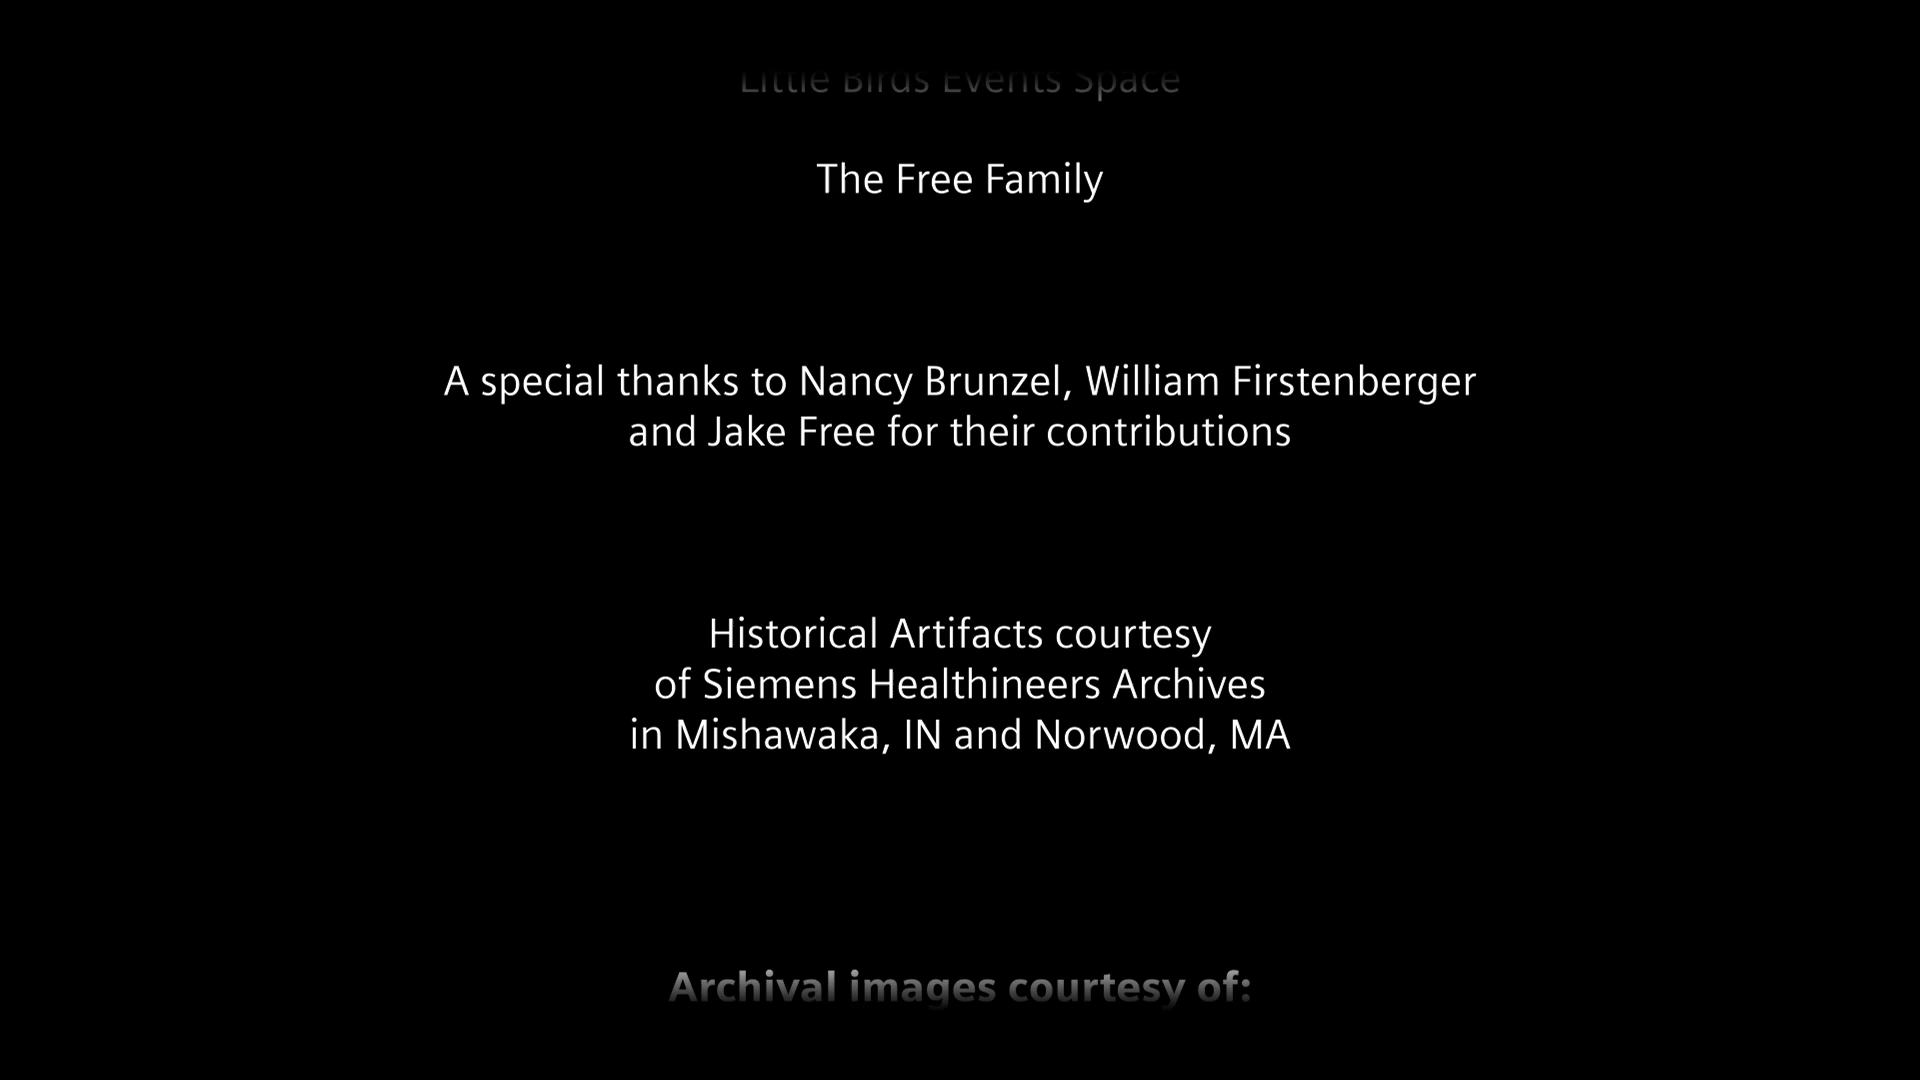 Little Birds Events Space
The Free Family
A special thanks to Nancy Brunzel, William Firstenberger
and Jake Free for their contributions
Historical Artifacts courtesy
of Siemens Healthineers Archives
in Mishawaka, IN and Norwood, MA
Archival images courtesy of: